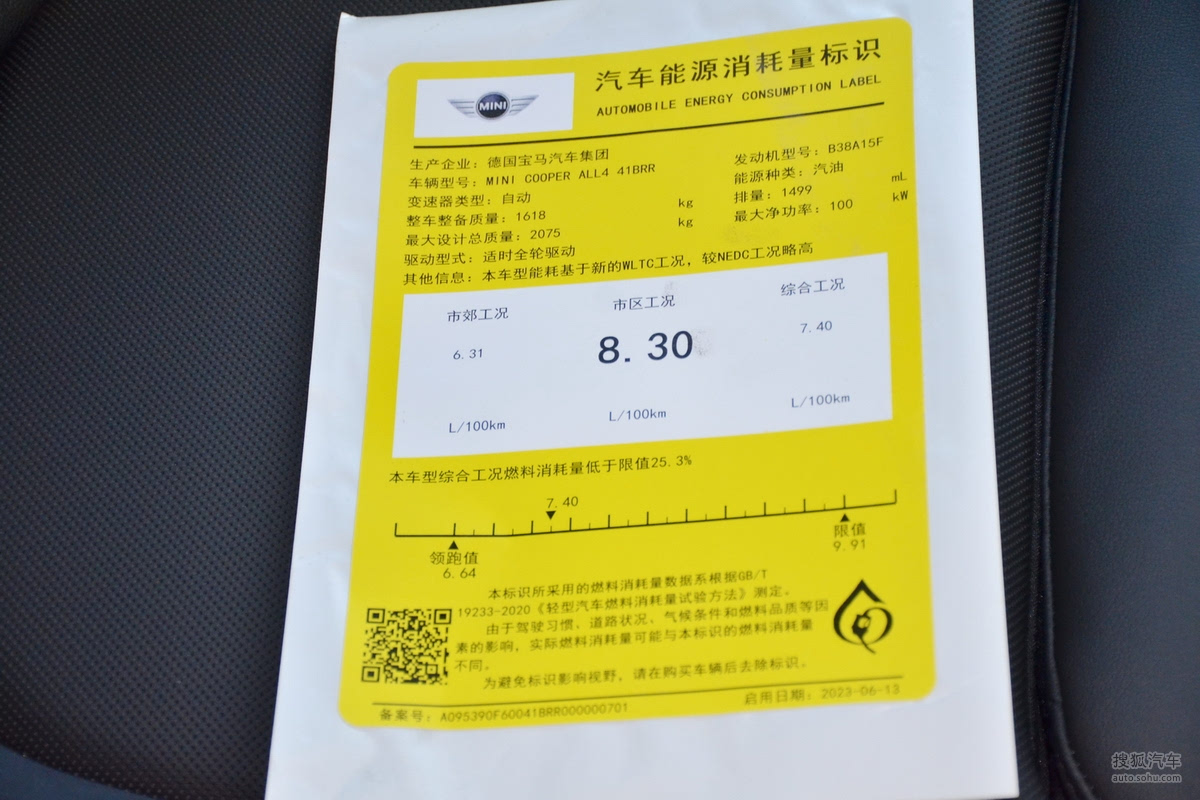 MINI
汽车能源消耗量标识
AUTOMOBILE ENERGY CONSUMPTION LABEL
生产企业：德国宝马汽车集团
车辆型号：MINI COOPER ALL4 41BRR
变速器类型：自动
整车整备质量：1618 kg
最大设计总质量：2075 kg
驱动型式：适时全轮驱动
其他信息：本车型能耗基于新的WLTC工况，较NEDC工况略高
发动机型号：B38A15F
能源种类：汽油
排量：1499 mL
最大净功率：100 kW
市郊工况 市区工况 综合工况
6.31 8.30 7.40
L/100km L/100km L/100km
本车型综合工况燃料消耗量低于限值25.3%
7.40
领跑值 限值
6.64 9.91
本标识所采用的燃料消耗量数据系根据GB/T
19233-2020《轻型汽车燃料消耗量试验方法》测定。
由于驾驶习惯、道路状况、气候条件和燃料品质等因
素的影响，实际燃料消耗量可能与本标识的燃料消耗量
不同。
为避免标识影响视野，请在购买车辆后去除标识。
备案号：A095390F60041BRR000000701 启用日期：2023-06-13
搜狐汽车
auto.sohu.com